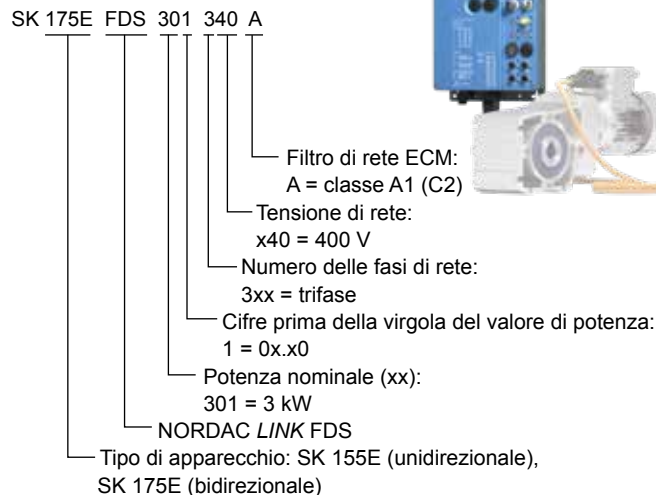 SK 175E FDS 301 340 A
Filtro di rete ECM:
A = classe A1 (C2)
Tensione di rete:
x40 = 400 V
Numero delle fasi di rete:
3xx = trifase
Cifre prima della virgola del valore di potenza:
1 = 0x.x0
Potenza nominale (xx):
301 = 3 kW
NORDAC LINK FDS
Tipo di apparecchio: SK 155E (unidirezionale),
SK 175E (bidirezionale)